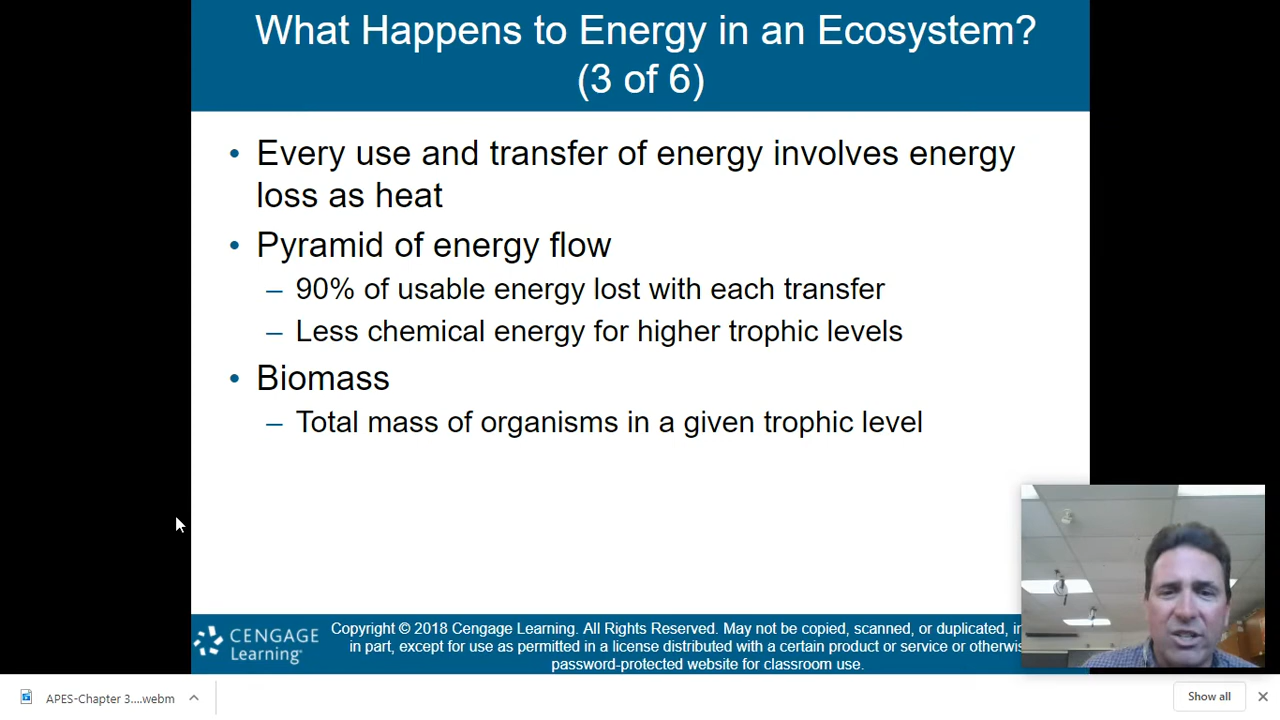 What Happens to Energy in an Ecosystem?
(3 of 6)
• Every use and transfer of energy involves energy
loss as heat
• Pyramid of energy flow
– 90% of usable energy lost with each transfer
– Less chemical energy for higher trophic levels
• Biomass
– Total mass of organisms in a given trophic level
CENGAGE
Learning
Copyright © 2018 Cengage Learning. All Rights Reserved. May not be copied, scanned, or duplicated, in
in part, except for use as permitted in a license distributed with a certain product or service or otherwis
password-protected website for classroom use.
APES-Chapter 3....webm
Show all